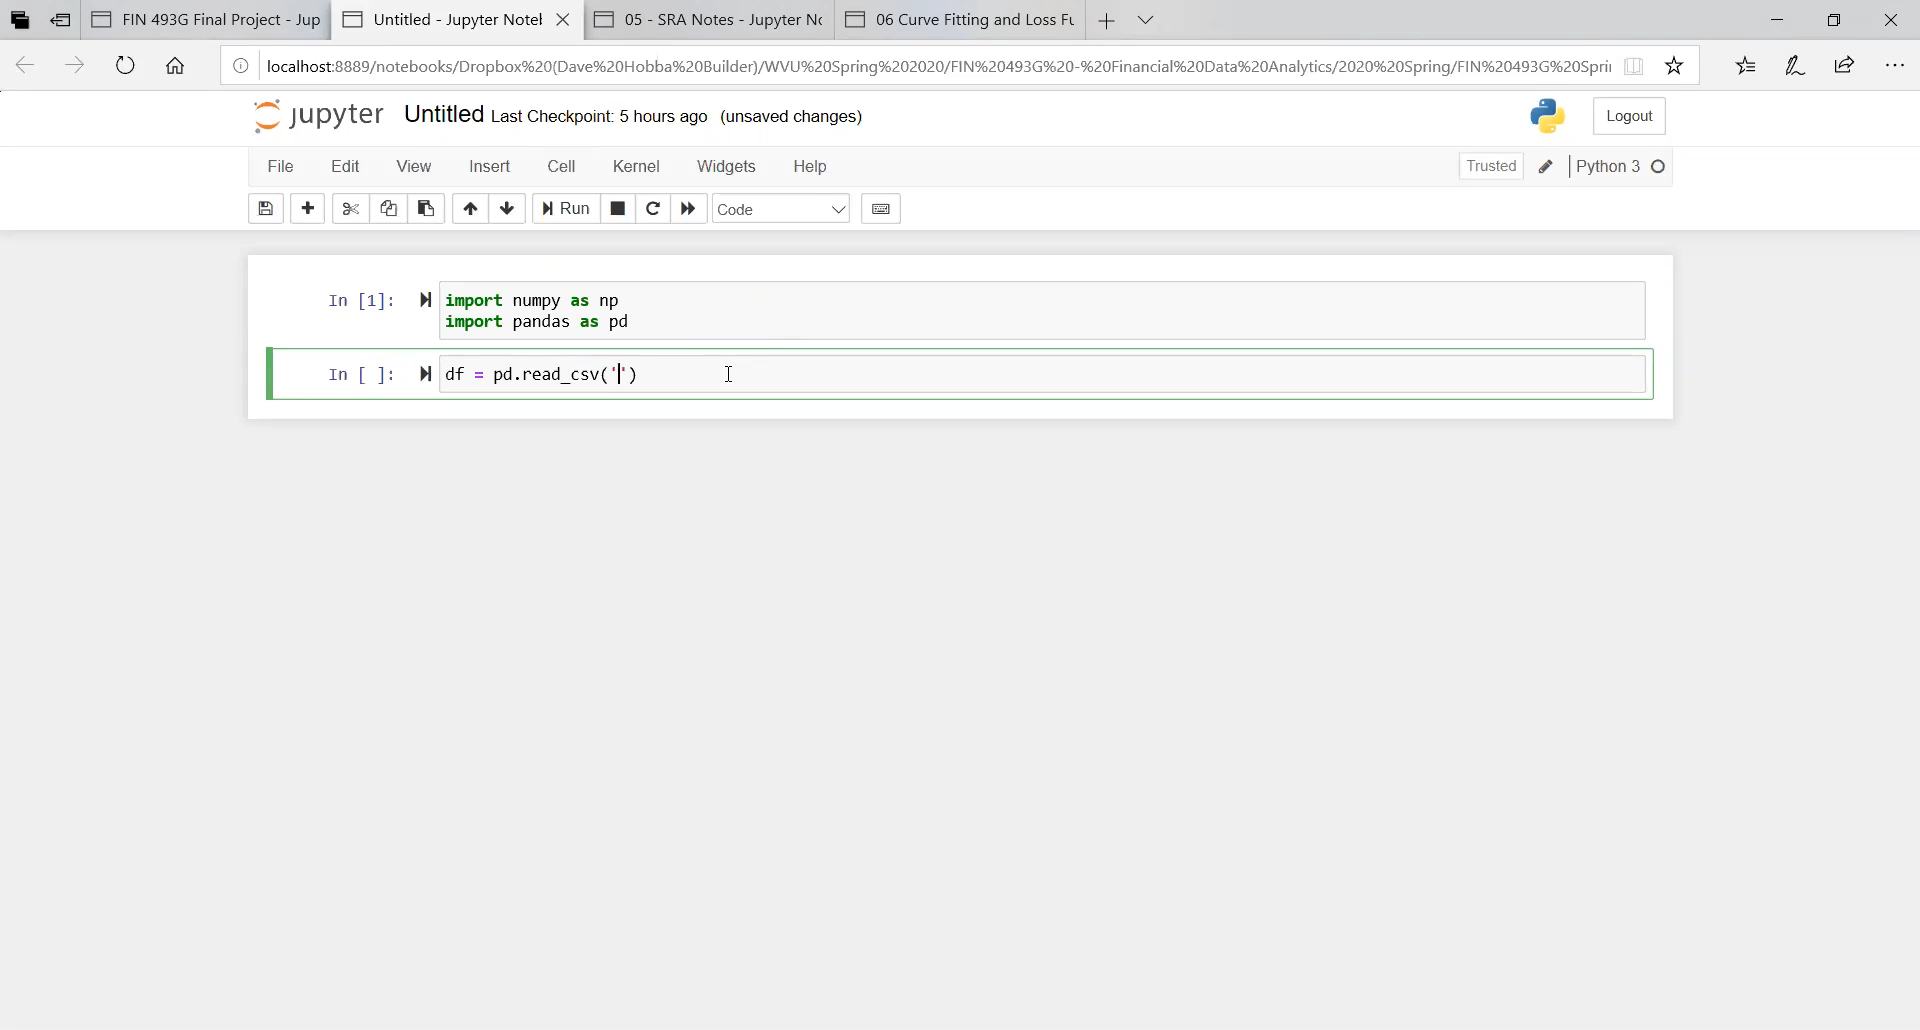 FIN 493G Final Project - Jup
Untitled - Jupyter Notel
05 - SRA Notes - Jupyter No
06 Curve Fitting and Loss Fu
localhost:8889/notebooks/Dropbox%20(Dave%20Hobba%20Builder)/WVU%20Spring%202020/FIN%20493G%20-%20Financial%20Data%20Analytics/2020%20Spring/FIN%20493G%20Spri
jupyter Untitled Last Checkpoint: 5 hours ago (unsaved changes)
Logout
File Edit View Insert Cell Kernel Widgets Help
Trusted
Python 3
Run
Code
In [1]:
import numpy as np
import pandas as pd
In [ ]:
df = pd.read_csv('')